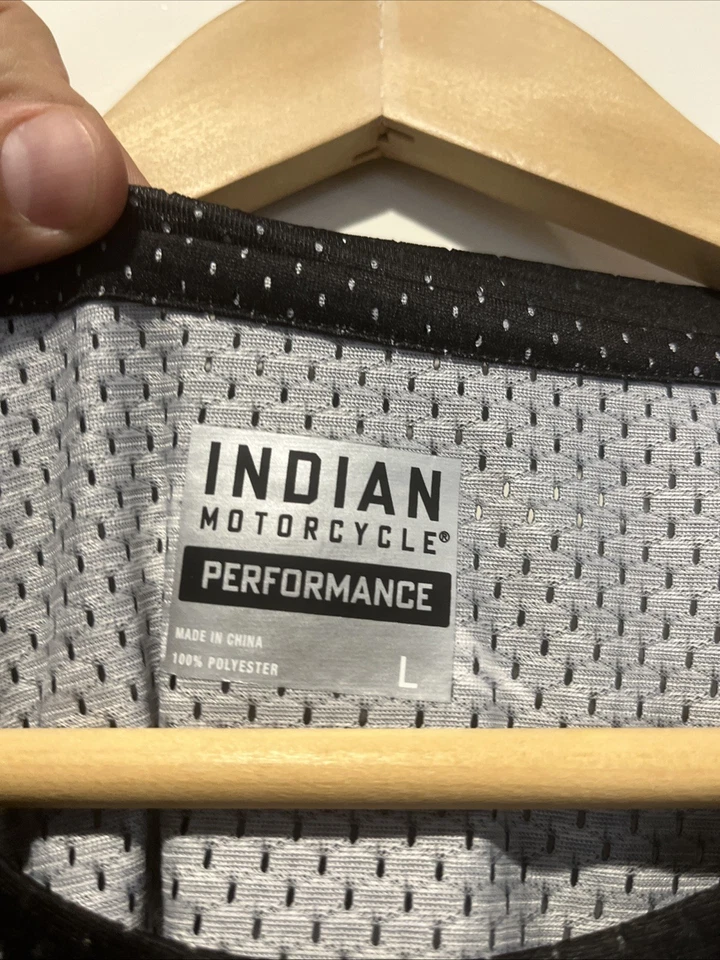 INDIAN
MOTORCYCLE®
PERFORMANCE
MADE IN CHINA
100% POLYESTER
L